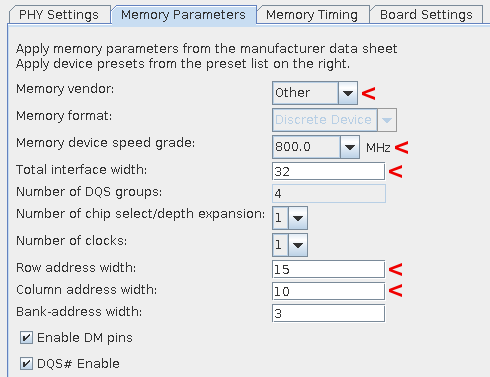 PHY Settings Memory Parameters Memory Timing Board Settings
Apply memory parameters from the manufacturer data sheet
Apply device presets from the preset list on the right.
Memory vendor: Other <
Memory format: Discrete Device
Memory device speed grade: 800.0 MHz <
Total interface width: 32 <
Number of DQS groups: 4
Number of chip select/depth expansion: 1
Number of clocks: 1
Row address width: 15 <
Column address width: 10 <
Bank-address width: 3
Enable DM pins
DQS# Enable